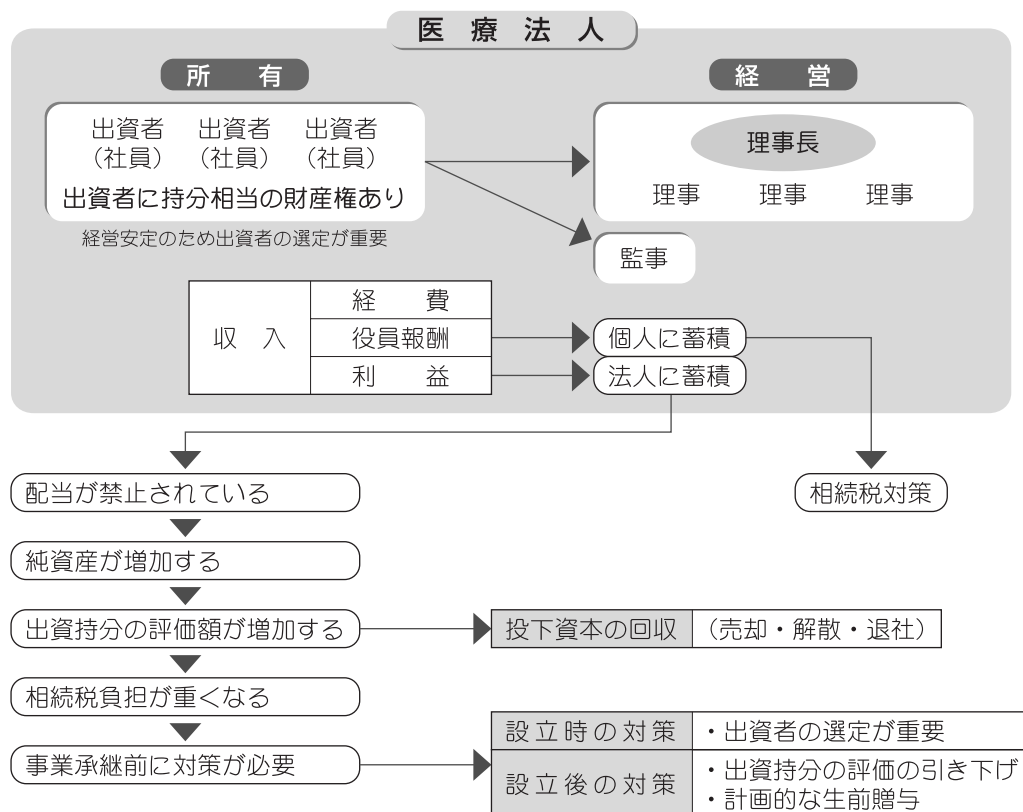 医 療 法 人
所 有
経 営
出資者 出資者 出資者
(社員) (社員) (社員)
出資者に持分相当の財産権あり
経営安定のため出資者の選定が重要
理事長
理事 理事 理事
監事
収 入
経 費
役員報酬
利 益
個人に蓄積
法人に蓄積
配当が禁止されている
相続税対策
純資産が増加する
出資持分の評価額が増加する
投下資本の回収 (売却・解散・退社)
相続税負担が重くなる
事業承継前に対策が必要
設立時の対策 ・出資者の選定が重要
設立後の対策 ・出資持分の評価の引き下げ
・計画的な生前贈与